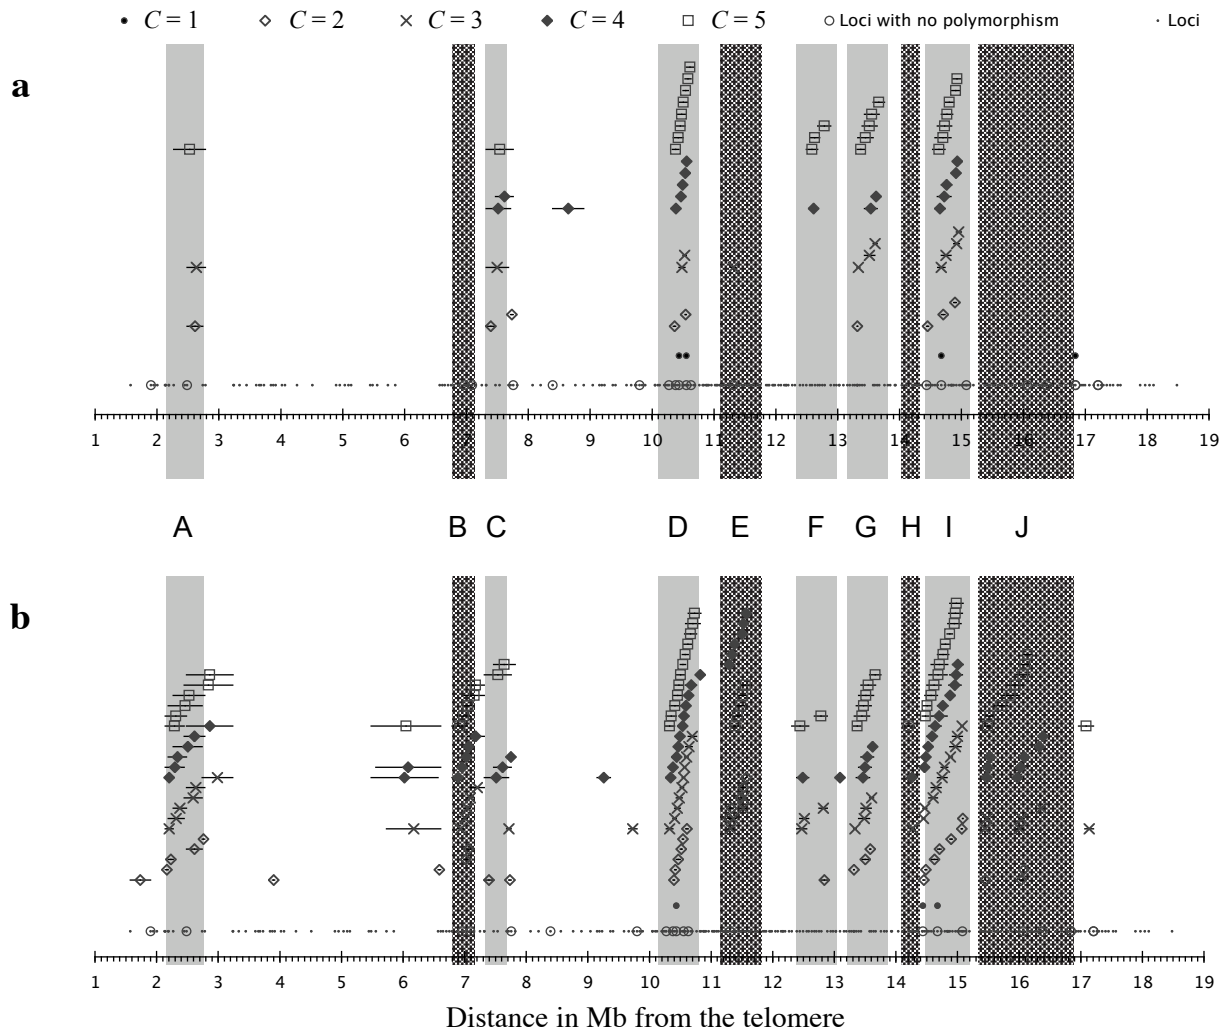 C = 1 C = 2 C = 3 C = 4 C = 5 Loci with no polymorphism Loci
a
1 2 3 4 5 6 7 8 9 10 11 12 13 14 15 16 17 18 19
A B C D E F G H I J
b
1 2 3 4 5 6 7 8 9 10 11 12 13 14 15 16 17 18 19
Distance in Mb from the telomere